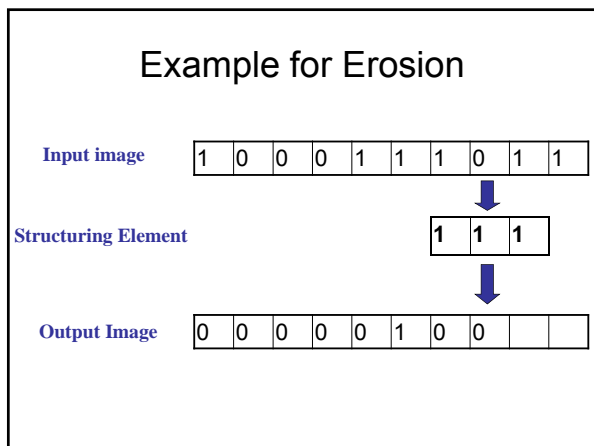 Example for Erosion
Input image 1 0 0 0 1 1 1 0 1 1
Structuring Element 1 1 1
Output Image 0 0 0 0 0 1 0 0